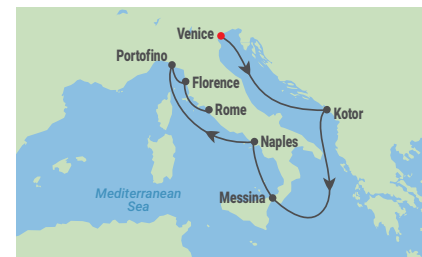 Venice
Portofino
Florence
Rome
Kotor
Naples
Mediterranean
Sea
Messina